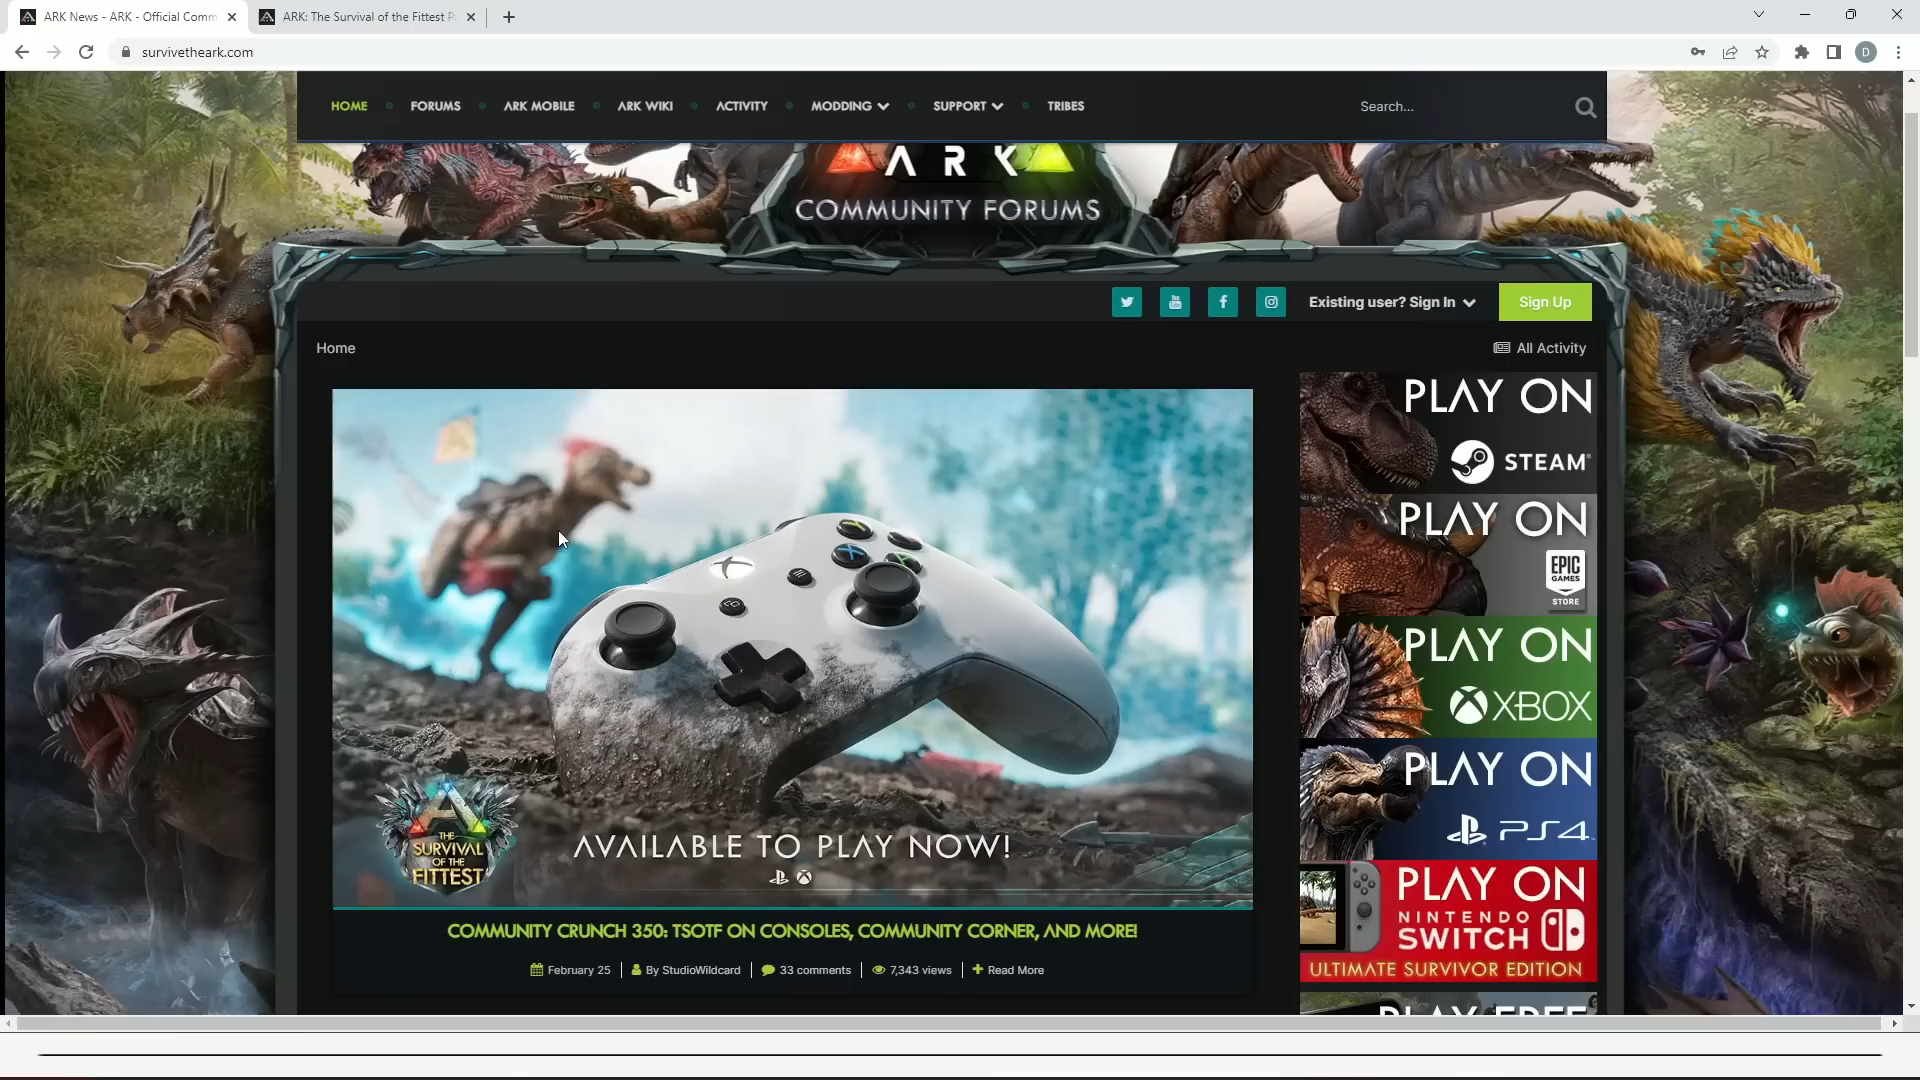 ARK News - ARK - Official Comm
ARK: The Survival of the Fittest P
survivetheark.com
D
HOME FORUMS ARK MOBILE ARK WIKI ACTIVITY MODDING SUPPORT TRIBES Search...
ARK
COMMUNITY FORUMS
Existing user? Sign In Sign Up
Home All Activity
PLAY ON
STEAM
PLAY ON
EPIC GAMES STORE
PLAY ON
XBOX
PLAY ON
PS4
PLAY ON
NINTENDO
SWITCH
ULTIMATE SURVIVOR EDITION
PLAY FREE
THE
SURVIVAL
OF THE
FITTEST
AVAILABLE TO PLAY NOW!
COMMUNITY CRUNCH 350: TSOTF ON CONSOLES, COMMUNITY CORNER, AND MORE!
February 25 By StudioWildcard 33 comments 7,343 views Read More